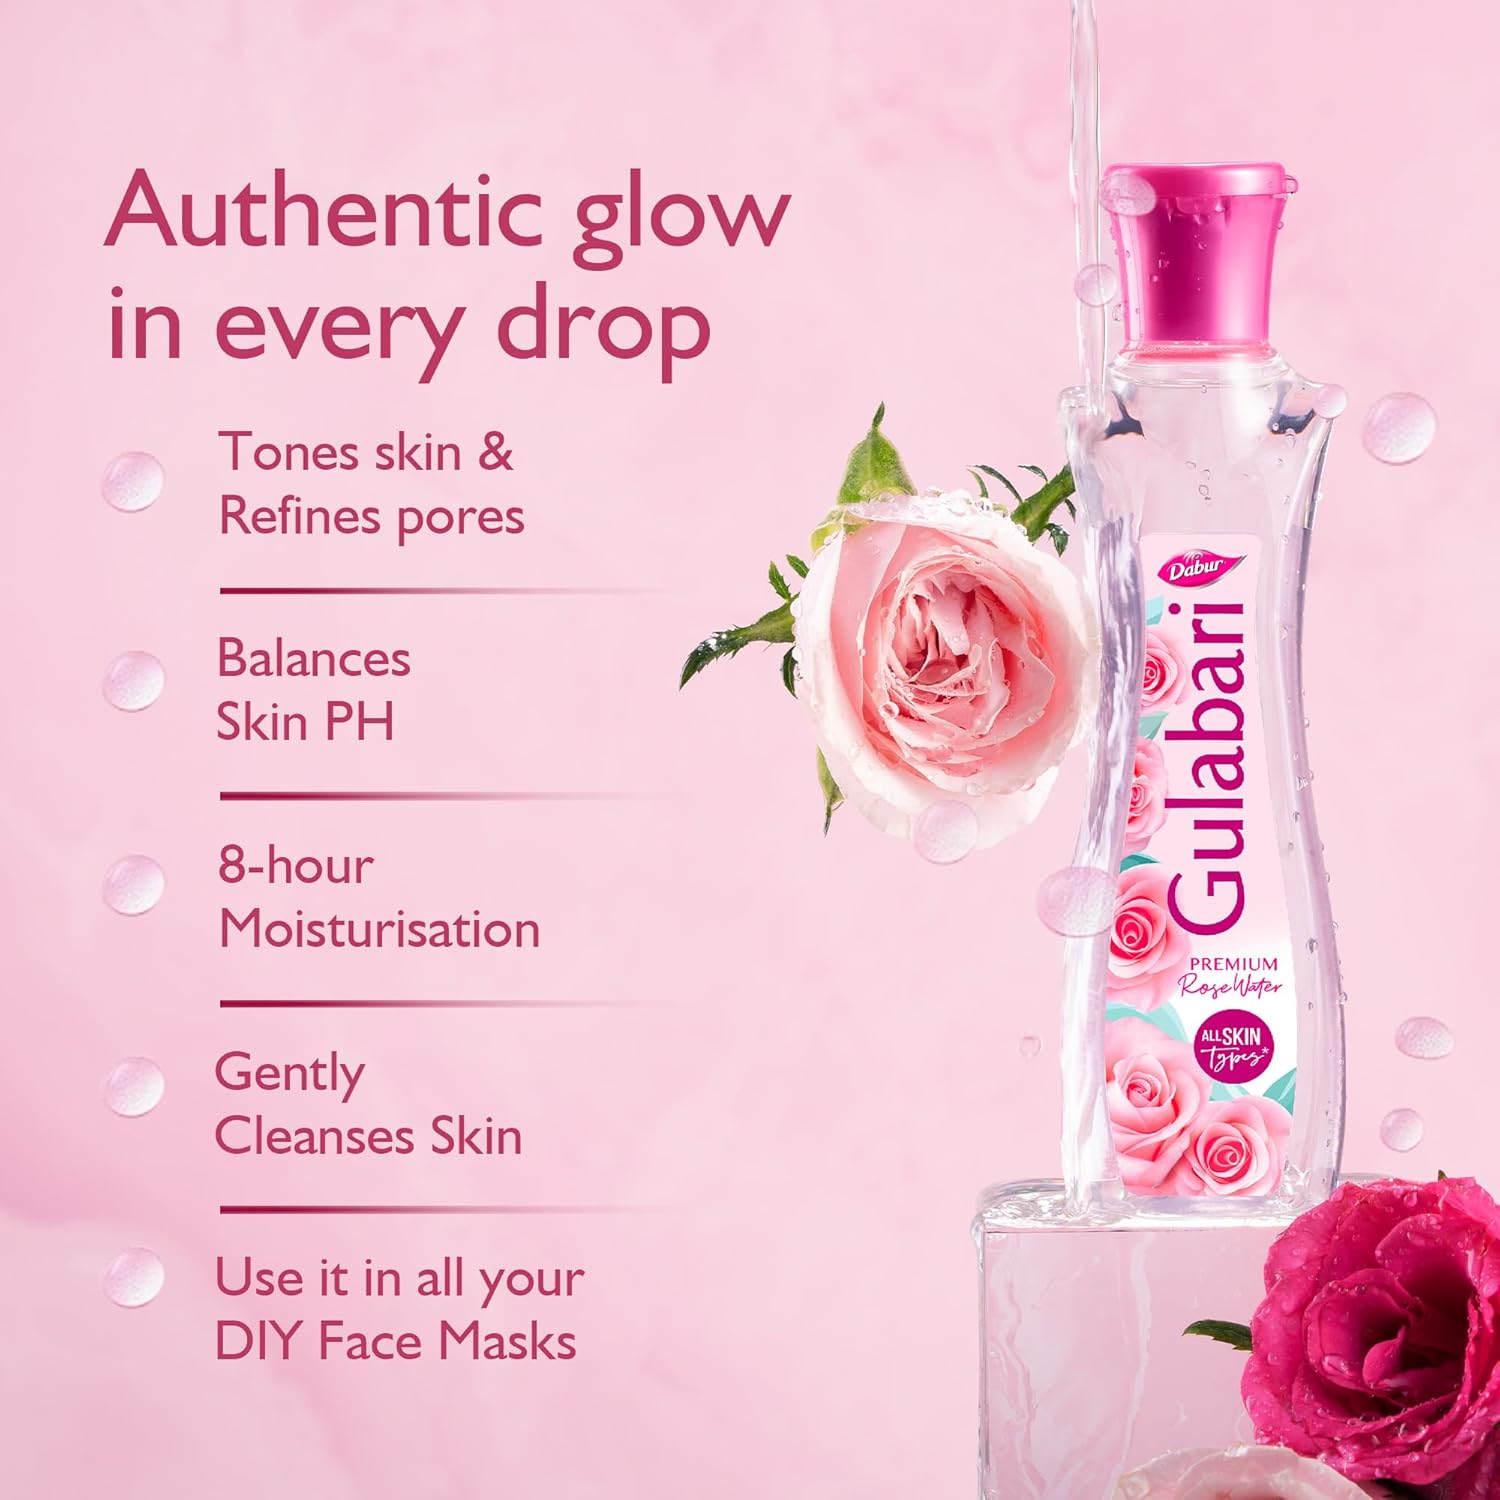 Authentic glow
in every drop
Tones skin &
Refines pores
Balances
Skin PH
8-hour
Moisturisation
Gently
Cleanses Skin
Use it in all your
DIY Face Masks
Dabur
Gulabari
PREMIUM
Rose Water
ALL SKIN
types*